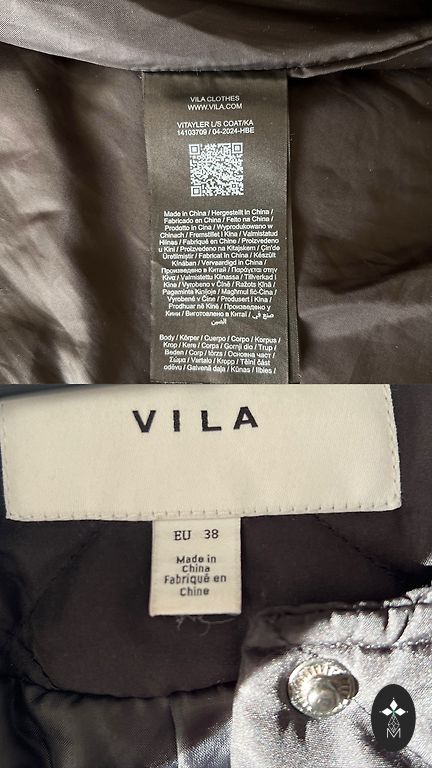 VILA CLOTHES
WWW.VILA.COM
VITAYLER L/S COAT/KA
14103709 / 04-2024-HBE
Made in China / Hergestellt in China /
Fabricado en China / Feito na China /
Prodotto in Cina / Wyprodukowano w
Chinach / Fremstillet i Kina / Valmistatud
Hiinas / Fabriqué en Chine / Proizvedeno
u Kini / Proizvedeno na Kitajskem / Çin'de
Üretilmiştir / Fabricat în China / Készült
Kínában / Vervaardigd in China /
Произведено в Китай / Παράγεται στην
Κίνα / Valmistettu Kiinassa / Tillverkad i
Kina / Vyrobeno v Číně / Ražots Ķīnā /
Pagaminta Kinijoje / Maghmul fiċ-Ċina /
Vyrobené v Číne / Produsert i Kina /
Prodhuar në Kinë / Произведено у
Кини / Виготовлено в Китаї / صنع في
الصين
Body / Körper / Cuerpo / Corpo / Korpus /
Krop / Kere / Corps / Gornji dio / Trup /
Beden / Corp / törzs / Основна част /
Σώμα / Vartalo / Kropp / Tělní část
oděvu / Galvenā daļa / Kūnas / Ilbies /
VILA
EU 38
Made in
China
Fabriqué en
Chine
M